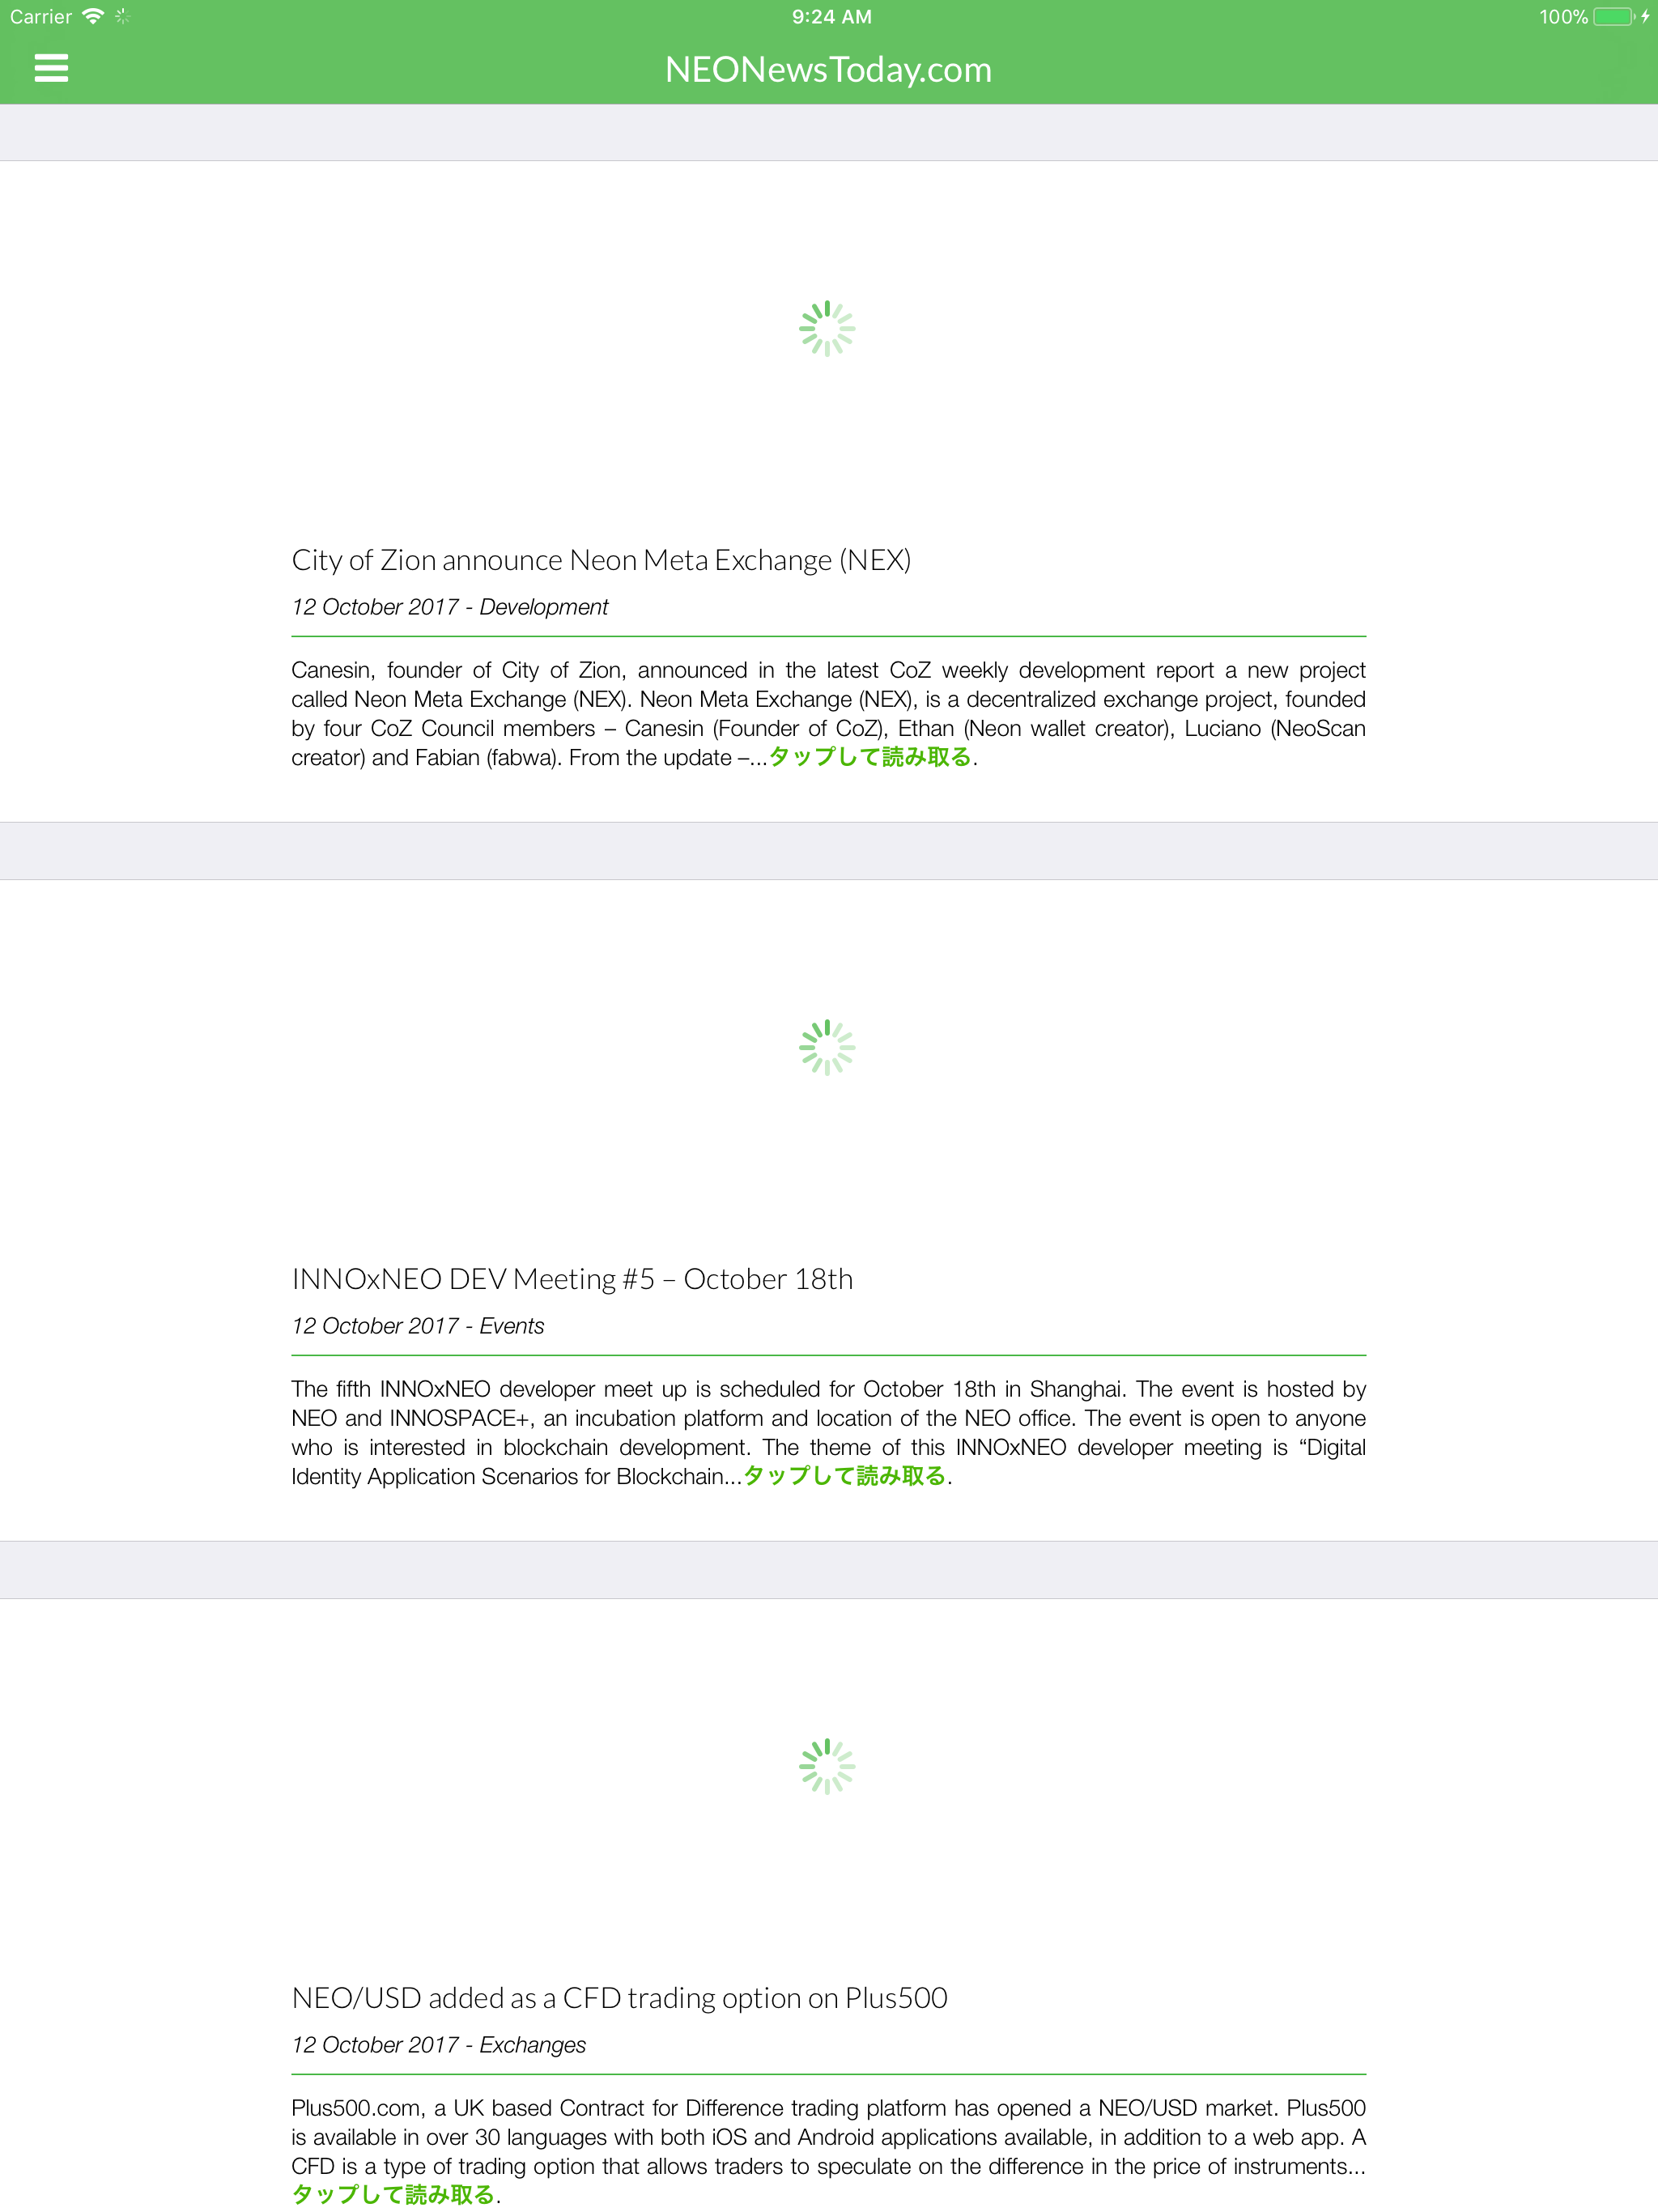 Carrier
9:24 AM
100%
NEONewsToday.com
City of Zion announce Neon Meta Exchange (NEX)
12 October 2017 - Development
Canesin, founder of City of Zion, announced in the latest CoZ weekly development report a new project
called Neon Meta Exchange (NEX). Neon Meta Exchange (NEX), is a decentralized exchange project, founded
by four CoZ Council members – Canesin (Founder of CoZ), Ethan (Neon wallet creator), Luciano (NeoScan
creator) and Fabian (fabwa). From the update –...タップして読み取る.
INNOxNEO DEV Meeting #5 – October 18th
12 October 2017 - Events
The fifth INNOxNEO developer meet up is scheduled for October 18th in Shanghai. The event is hosted by
NEO and INNOSPACE+, an incubation platform and location of the NEO office. The event is open to anyone
who is interested in blockchain development. The theme of this INNOxNEO developer meeting is “Digital
Identity Application Scenarios for Blockchain...タップして読み取る.
NEO/USD added as a CFD trading option on Plus500
12 October 2017 - Exchanges
Plus500.com, a UK based Contract for Difference trading platform has opened a NEO/USD market. Plus500
is available in over 30 languages with both iOS and Android applications available, in addition to a web app. A
CFD is a type of trading option that allows traders to speculate on the difference in the price of instruments...
タップして読み取る.